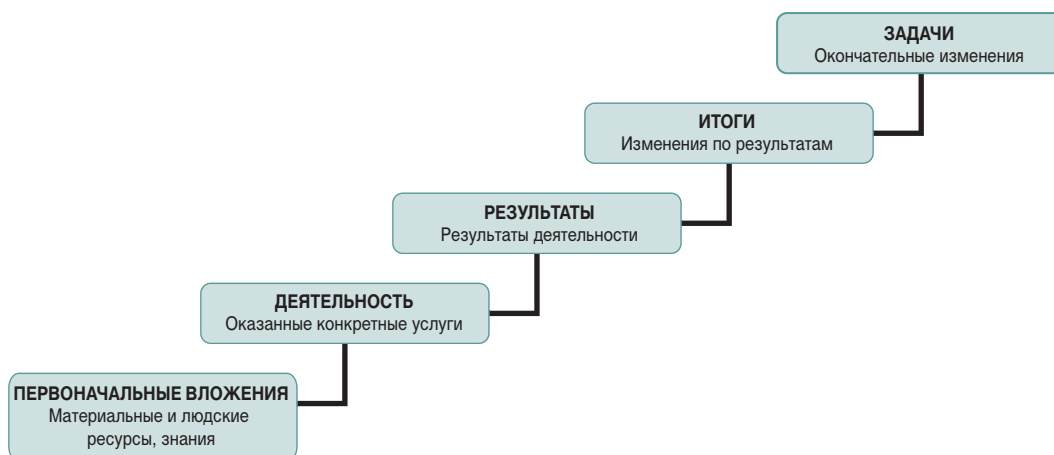 ЗАДАЧИ
Окончательные изменения
ИТОГИ
Изменения по результатам
РЕЗУЛЬТАТЫ
Результаты деятельности
ДЕЯТЕЛЬНОСТЬ
Оказанные конкретные услуги
ПЕРВОНАЧАЛЬНЫЕ ВЛОЖЕНИЯ
Материальные и людские
ресурсы, знания